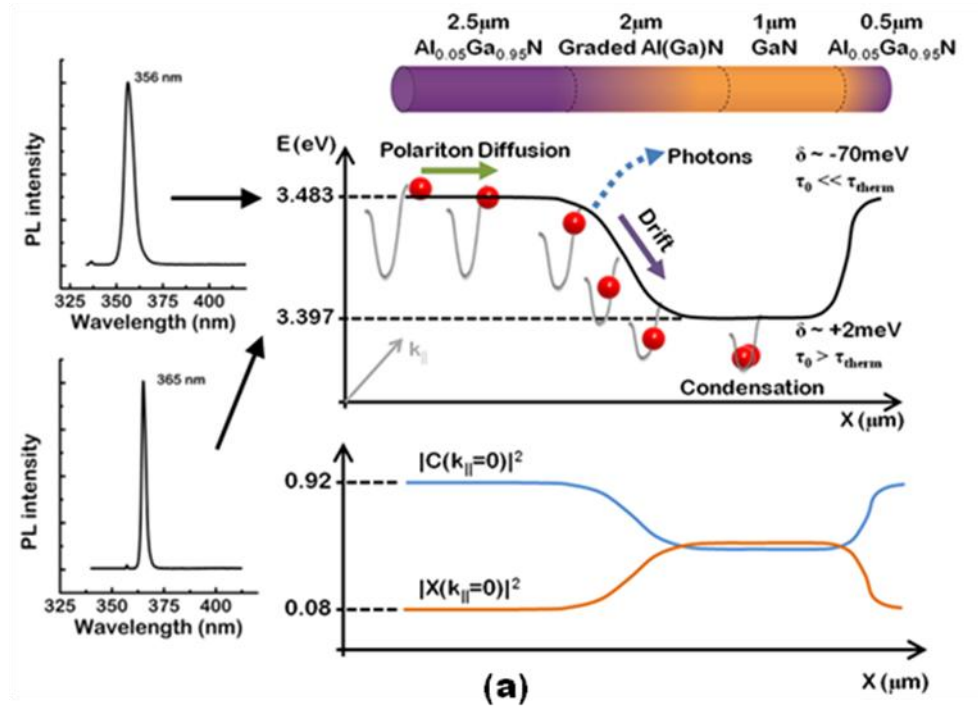 2.5μm 2μm 1μm 0.5μm
Al0.05Ga0.95N Graded Al(Ga)N GaN Al0.05Ga0.95N
356 nm
PL intensity
325 350 375 400
Wavelength (nm)
365 nm
PL intensity
325 350 375 400
Wavelength (nm)
E (eV)
Polariton Diffusion
Photons
δ ~ -70meV
τ0 << τtherm
3.483
Drift
3.397
δ ~ +2meV
τ0 > τtherm
k||
Condensation
X (μm)
|C(k||=0)|2
0.92
|X(k||=0)|2
0.08
X (μm)
(a)